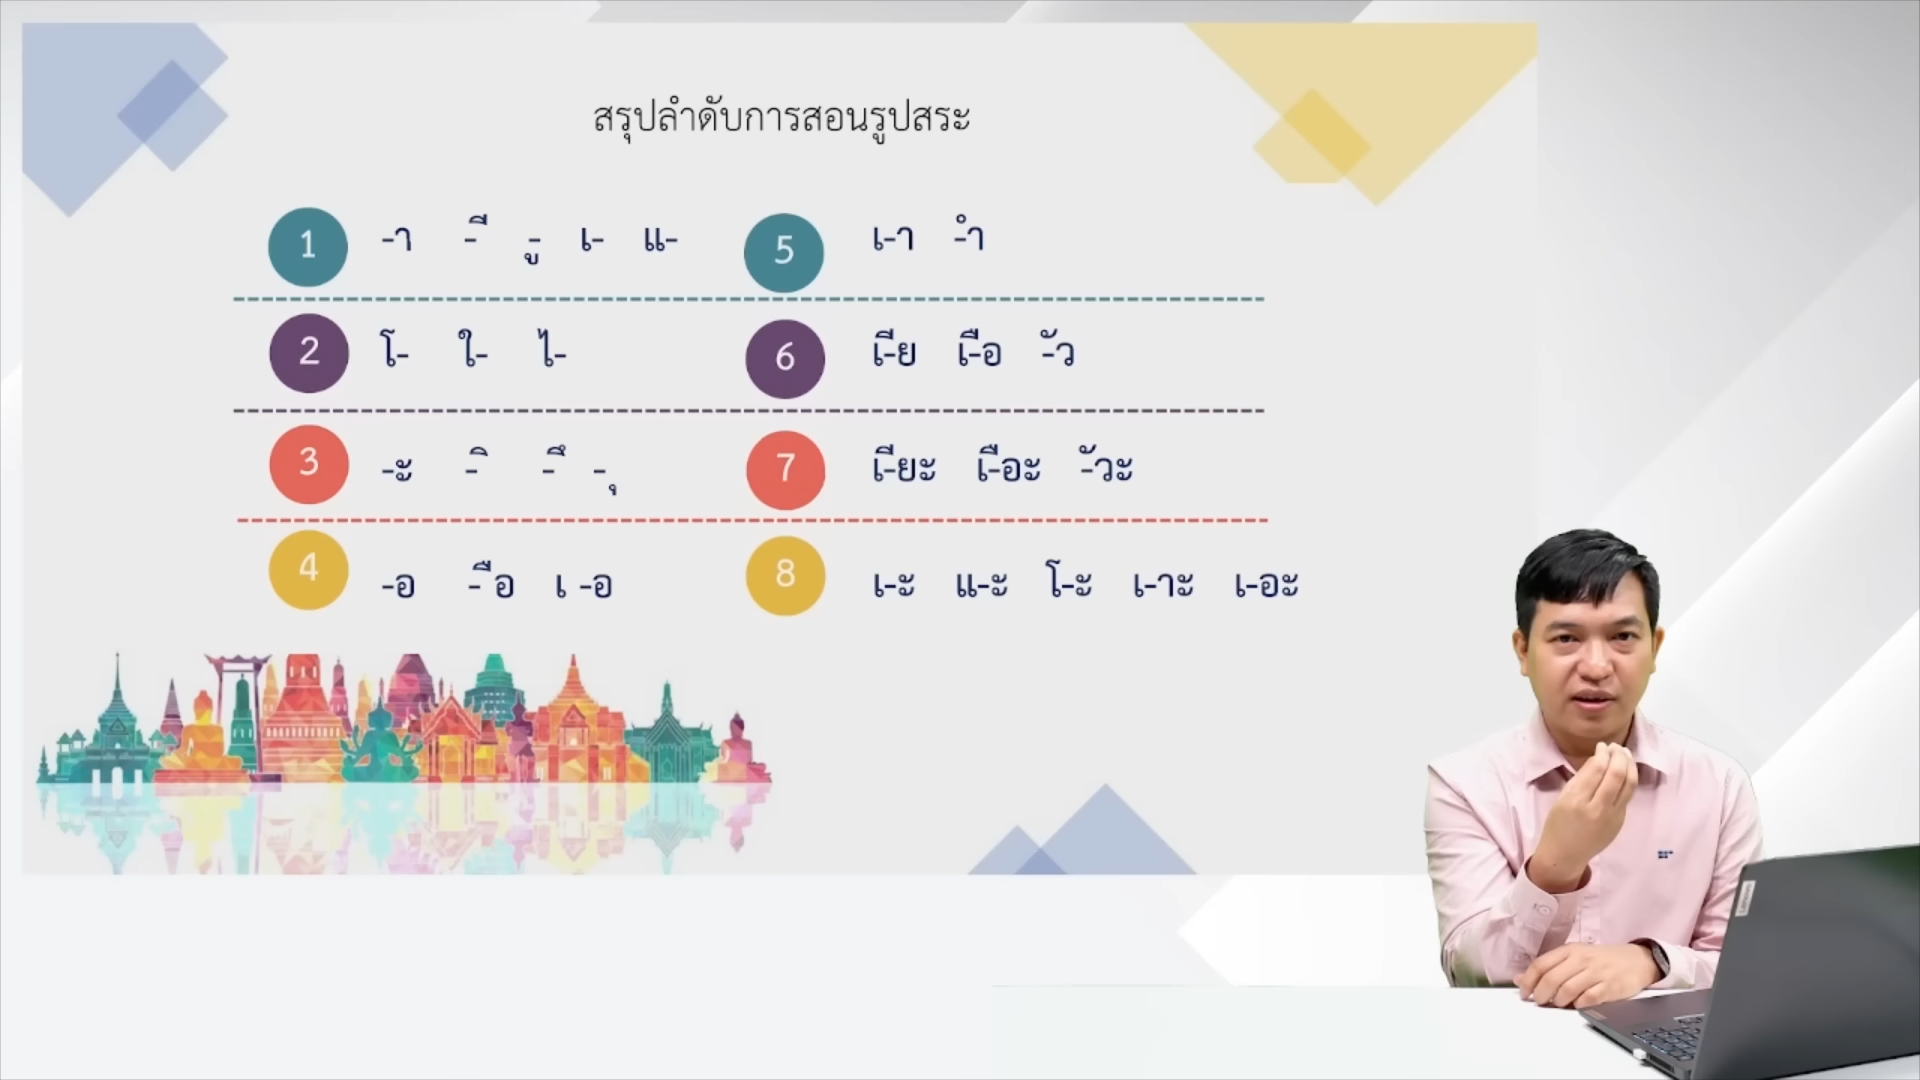 สรุปลำดับการสอนรูปสระ
1 -า -ี -ู เ- แ-
2 โ- ใ- ไ-
3 -ะ -ิ -ึ -ุ
4 -อ -ือ เ -อ
5 เ-า -ำ
6 เ-ีย เ-ือ -ัว
7 เ-ียะ เ-ือะ -ัวะ
8 เ-ะ แ-ะ โ-ะ เ-าะ เ-อะ